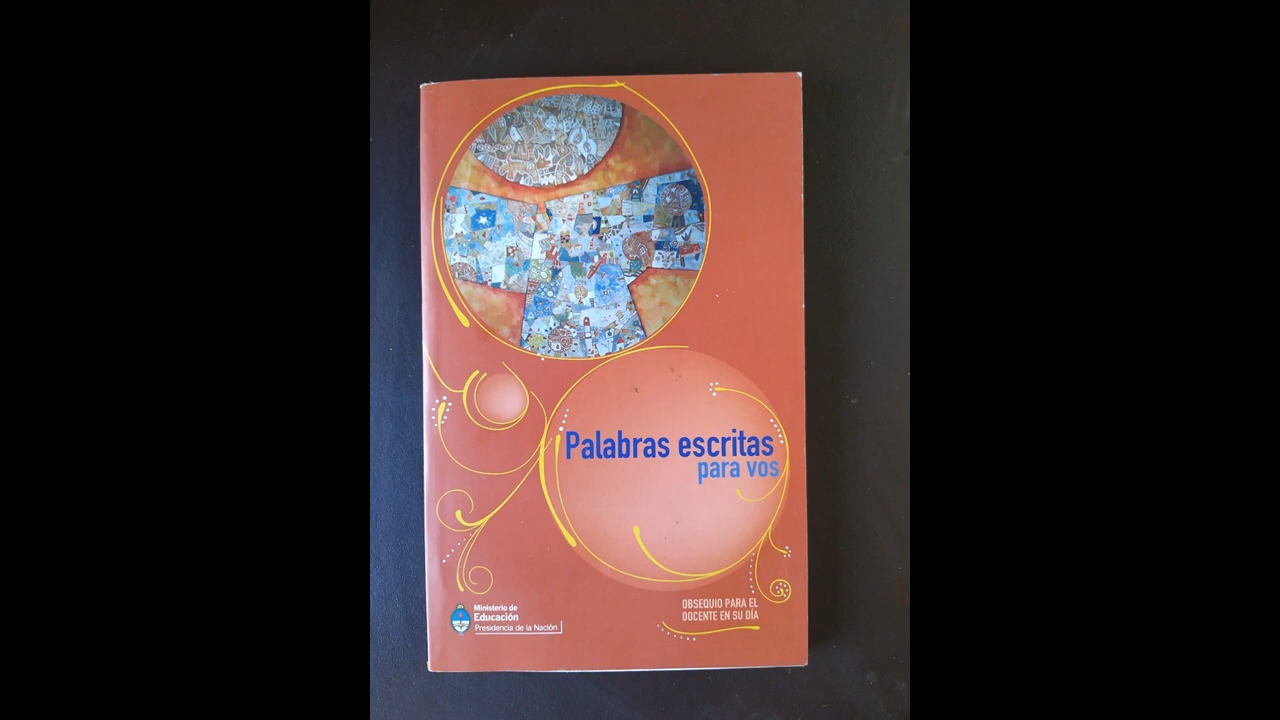 Palabras escritas
para vos
Ministerio de
Educación
Presidencia de la Nación
OBSEQUIO PARA EL
DOCENTE EN SU DÍA